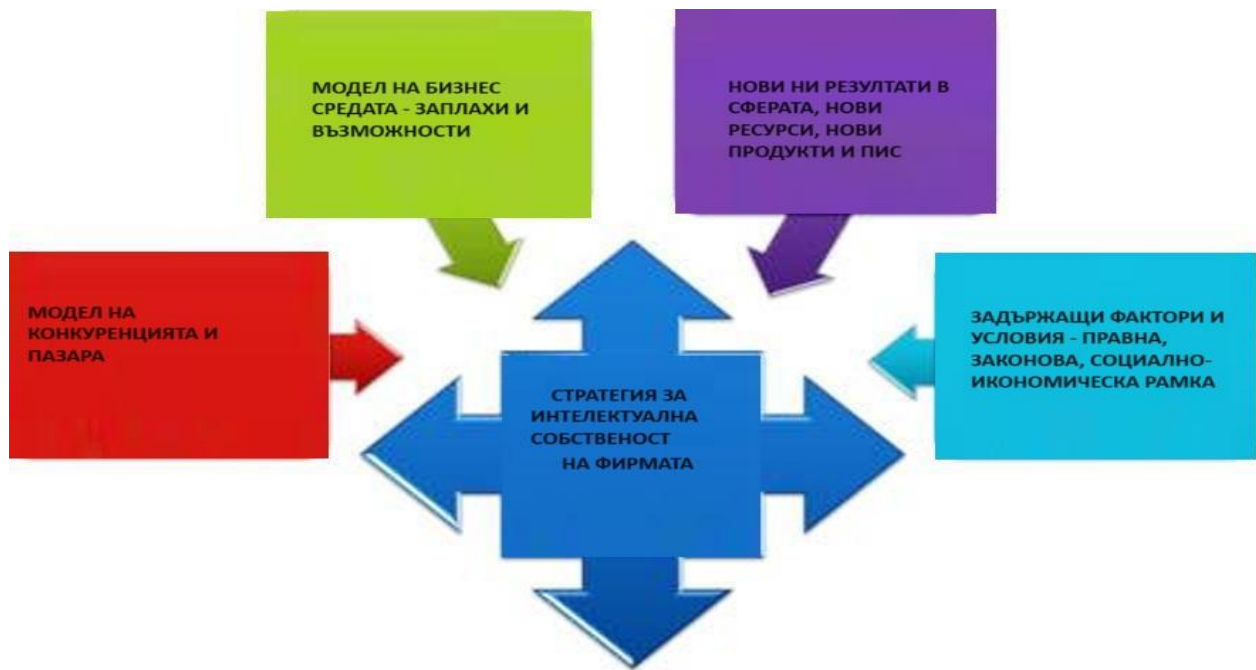 МОДЕЛ НА БИЗНЕС
СРЕДАТА - ЗАПЛАХИ И
ВЪЗМОЖНОСТИ
НОВИ НИ РЕЗУЛТАТИ В
СФЕРАТА, НОВИ
РЕСУРСИ, НОВИ
ПРОДУКТИ И ПИС
МОДЕЛ НА
КОНКУРЕНЦИЯТА И
ПАЗАРА
ЗАДЪРЖАЩИ ФАКТОРИ И
УСЛОВИЯ - ПРАВНА,
ЗАКОНОВА, СОЦИАЛНО-
ИКОНОМИЧЕСКА РАМКА
СТРАТЕГИЯ ЗА
ИНТЕЛЕКТУАЛНА
СОБСТВЕНОСТ
НА ФИРМАТА